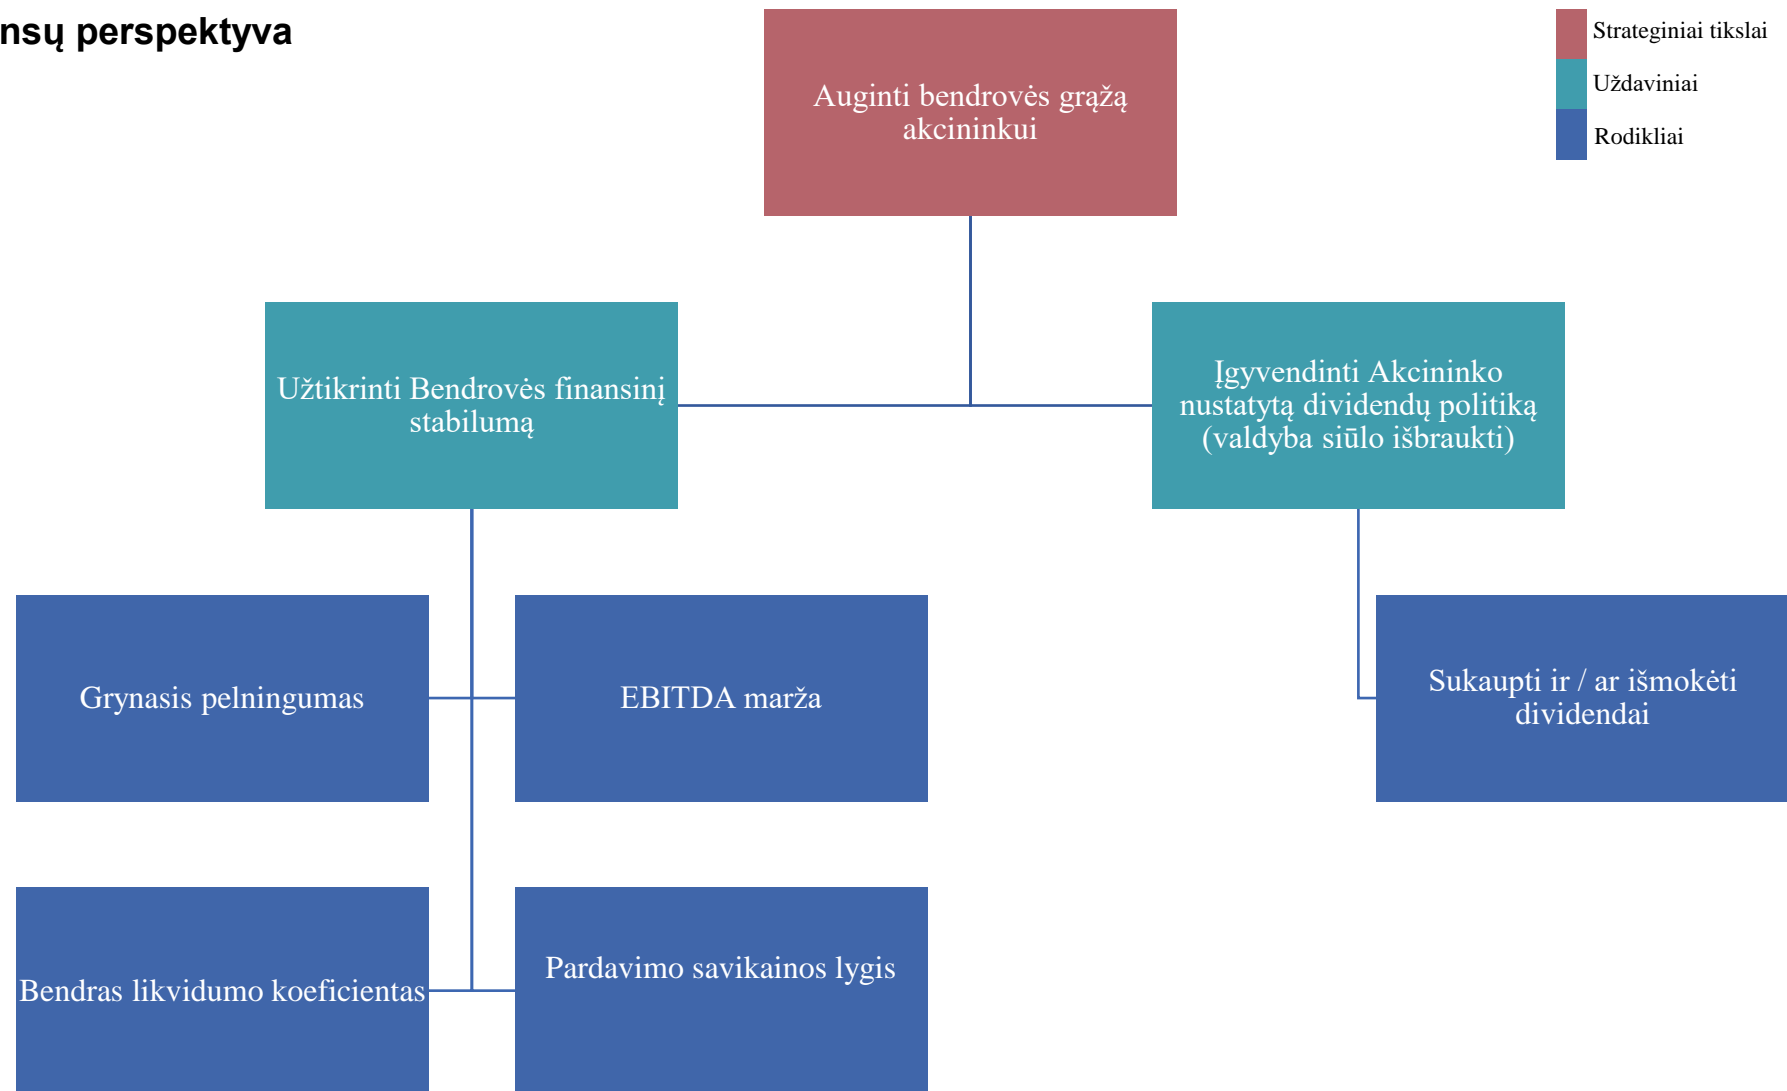 nsų perspektyva
Auginti bendrovės grąžą
akcininkui
Strateginiai tikslai
Uždaviniai
Rodikliai
Užtikrinti Bendrovės finansinį
stabilumą
Įgyvendinti Akcininko
nustatytą dividendų politiką
(valdyba siūlo išbraukti)
Grynasis pelningumas
EBITDA marža
Sukaupti ir / ar išmokėti
dividendai
Bendras likvidumo koeficientas
Pardavimo savikainos lygis